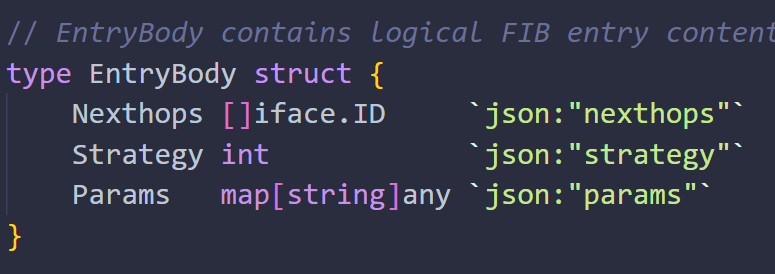 // EntryBody contains logical FIB entry content
type EntryBody struct {
    Nexthops []iface.ID     `json:"nexthops"`
    Strategy int            `json:"strategy"`
    Params   map[string]any `json:"params"`
}